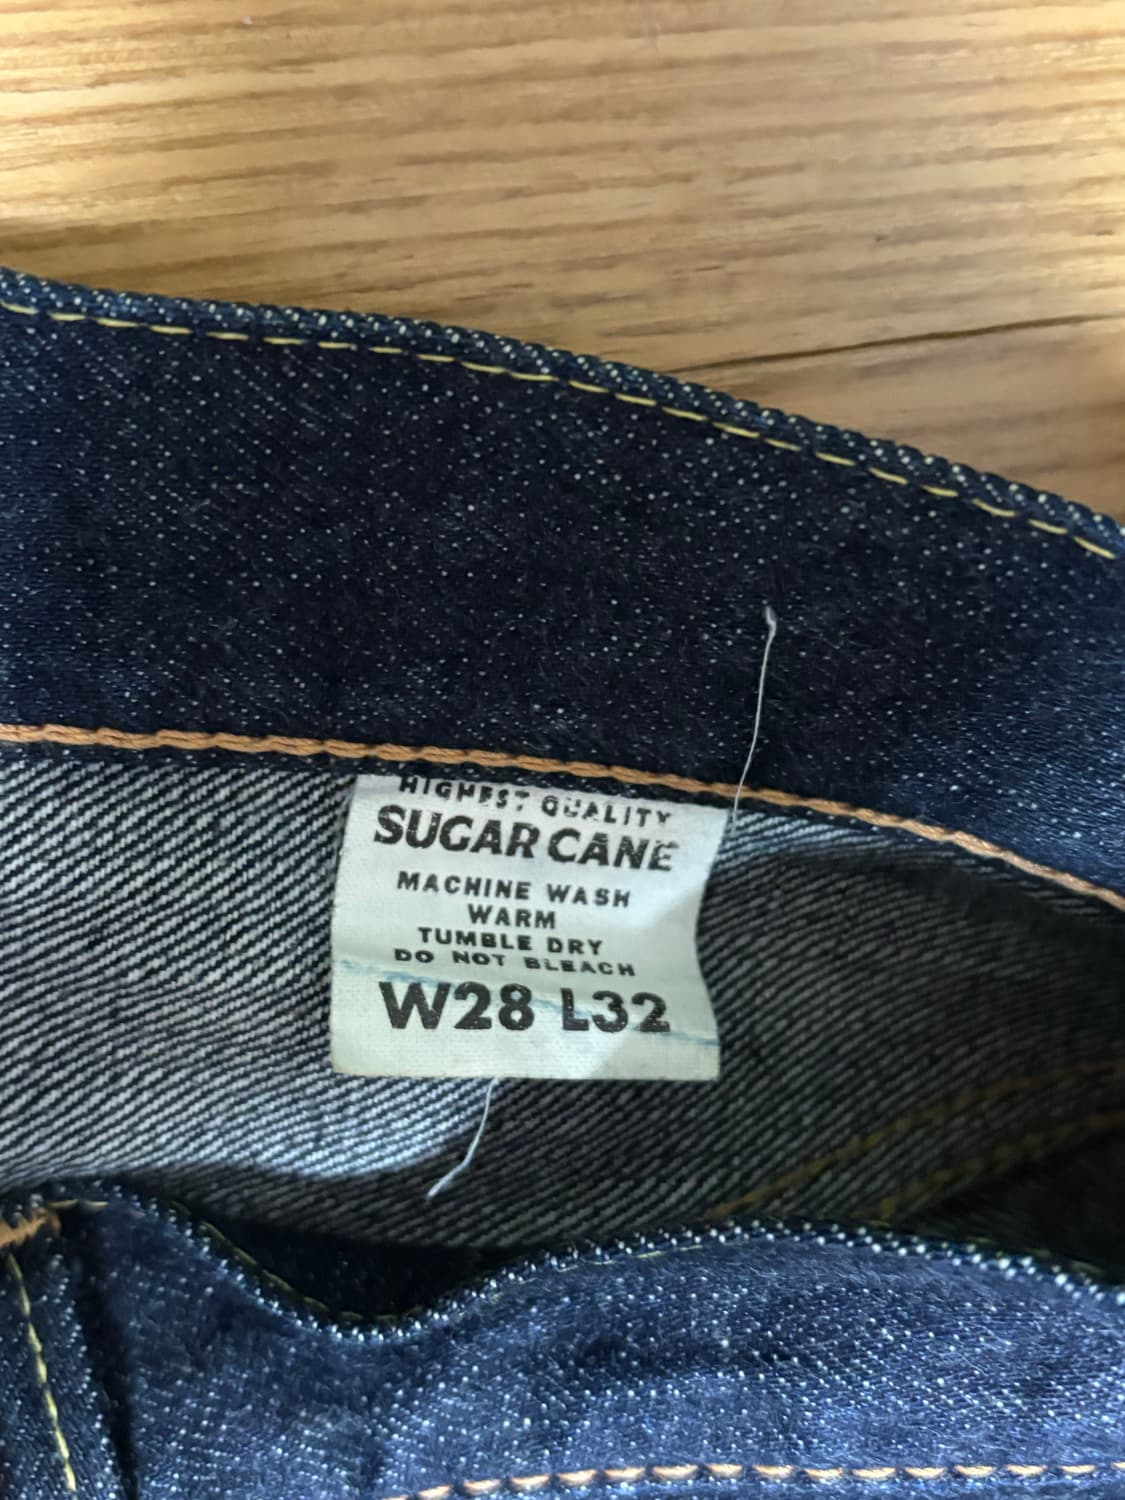 HIGHEST QUALITY
SUGAR CANE
MACHINE WASH
WARM
TUMBLE DRY
DO NOT BLEACH
W28 L32